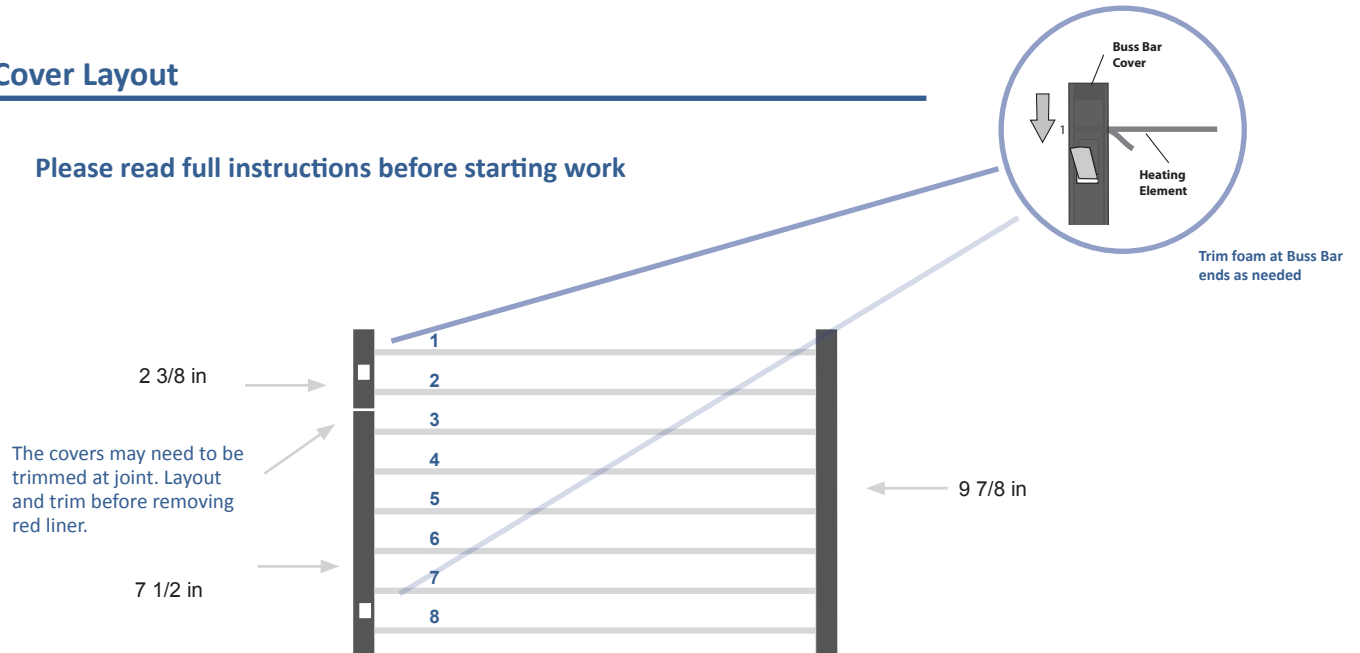 Cover Layout
Please read full instructions before starting work
Buss Bar
Cover
1
Heating
Element
Trim foam at Buss Bar
ends as needed
1
2 3/8 in
2
3
The covers may need to be
trimmed at joint. Layout
and trim before removing
red liner.
4
5
9 7/8 in
6
7
7 1/2 in
8